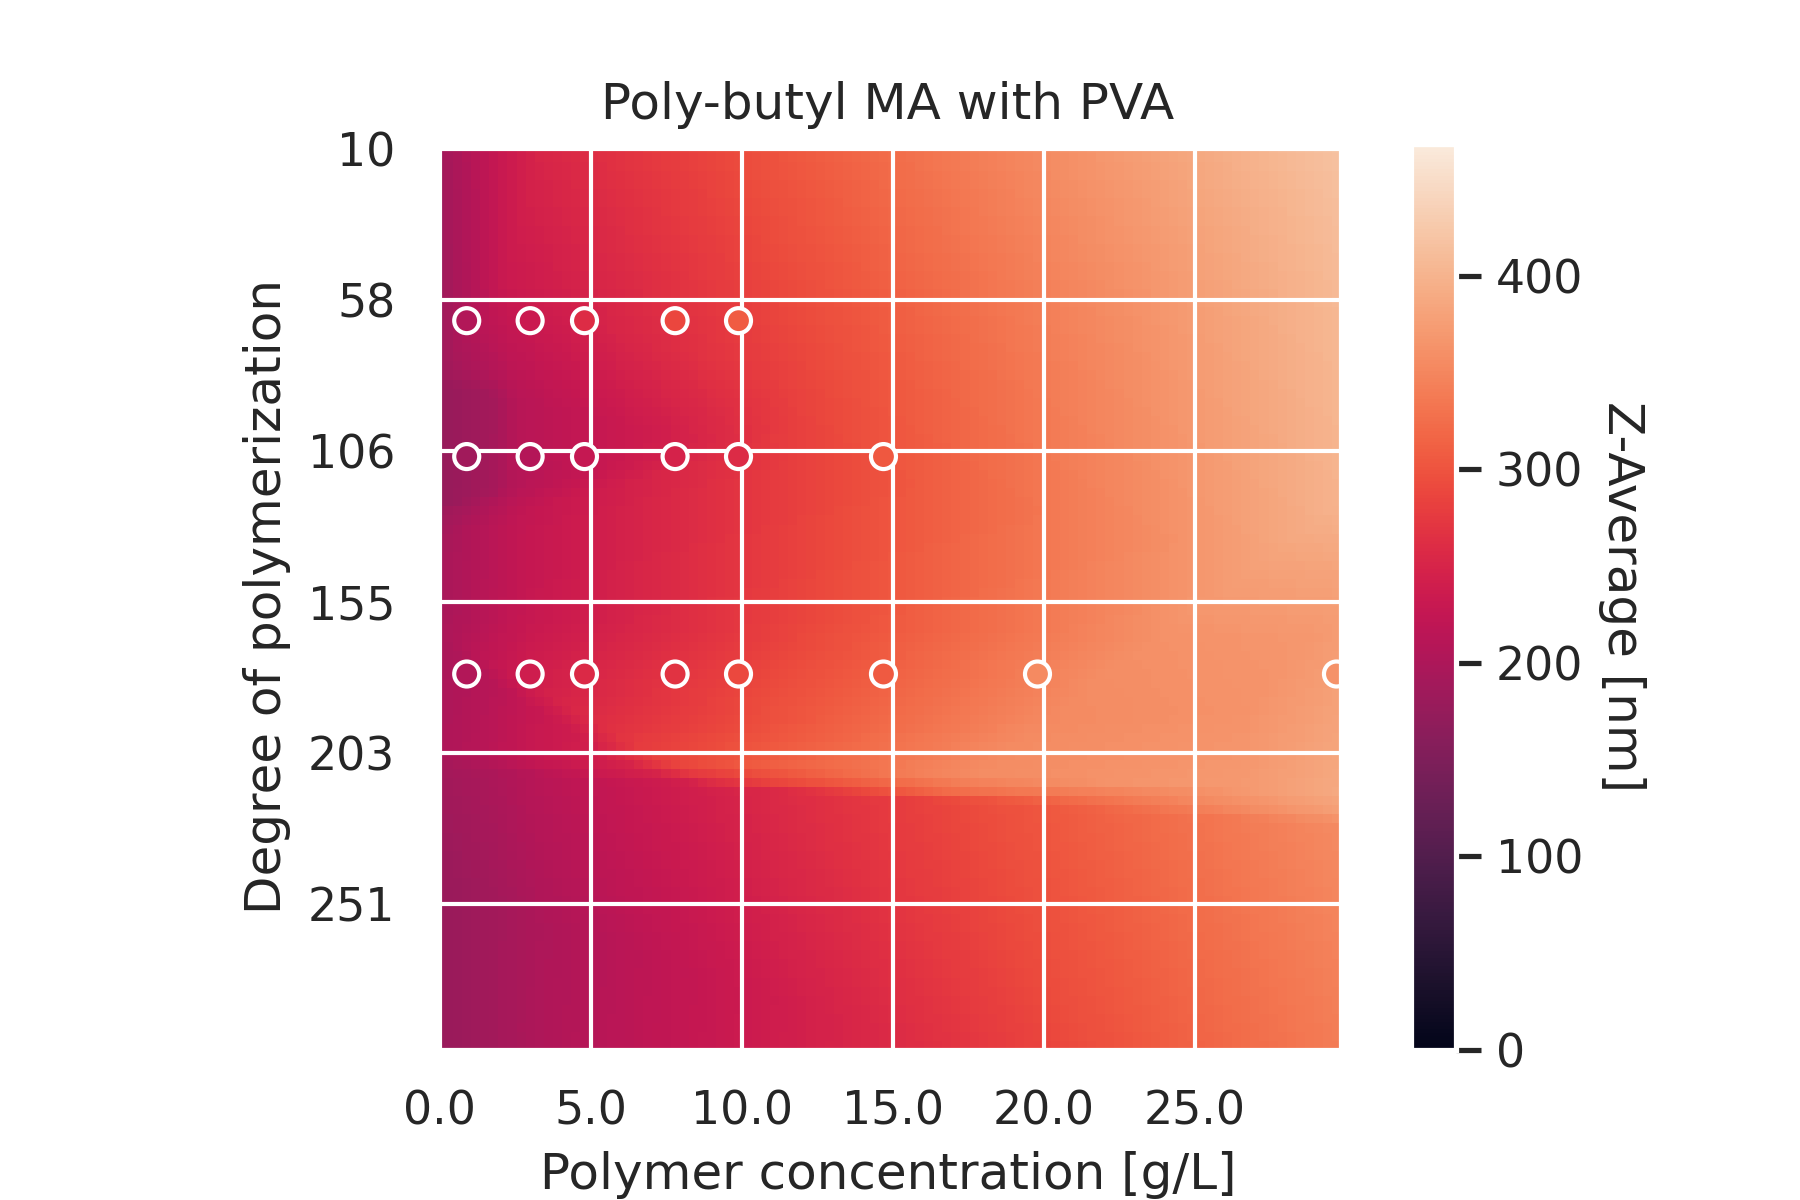 Poly-butyl MA with PVA
Degree of polymerization
10
58
106
155
203
251
0.0 5.0 10.0 15.0 20.0 25.0
Polymer concentration [g/L]
400
300
200
100
0
Z-Average [nm]